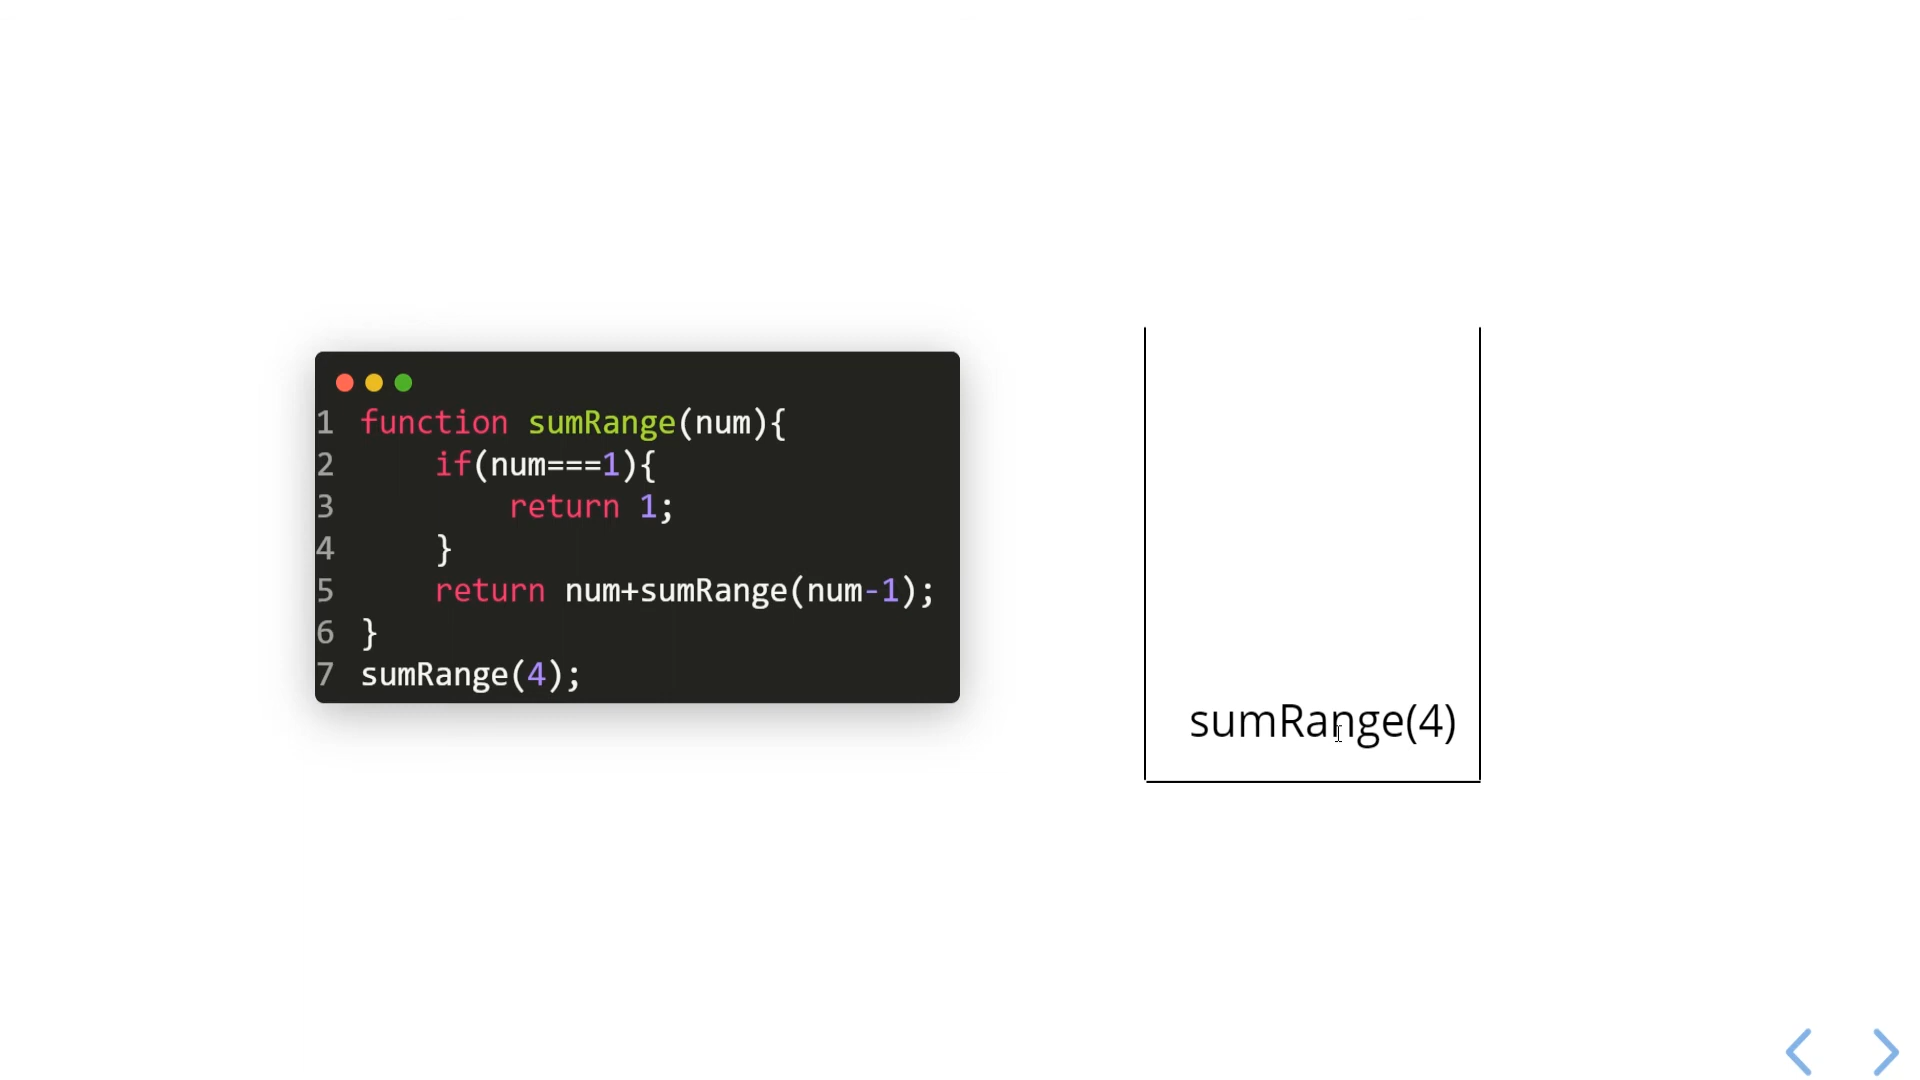 1 function sumRange(num){
2     if(num===1){
3         return 1;
4     }
5     return num+sumRange(num-1);
6 }
7 sumRange(4);
sumRange(4)